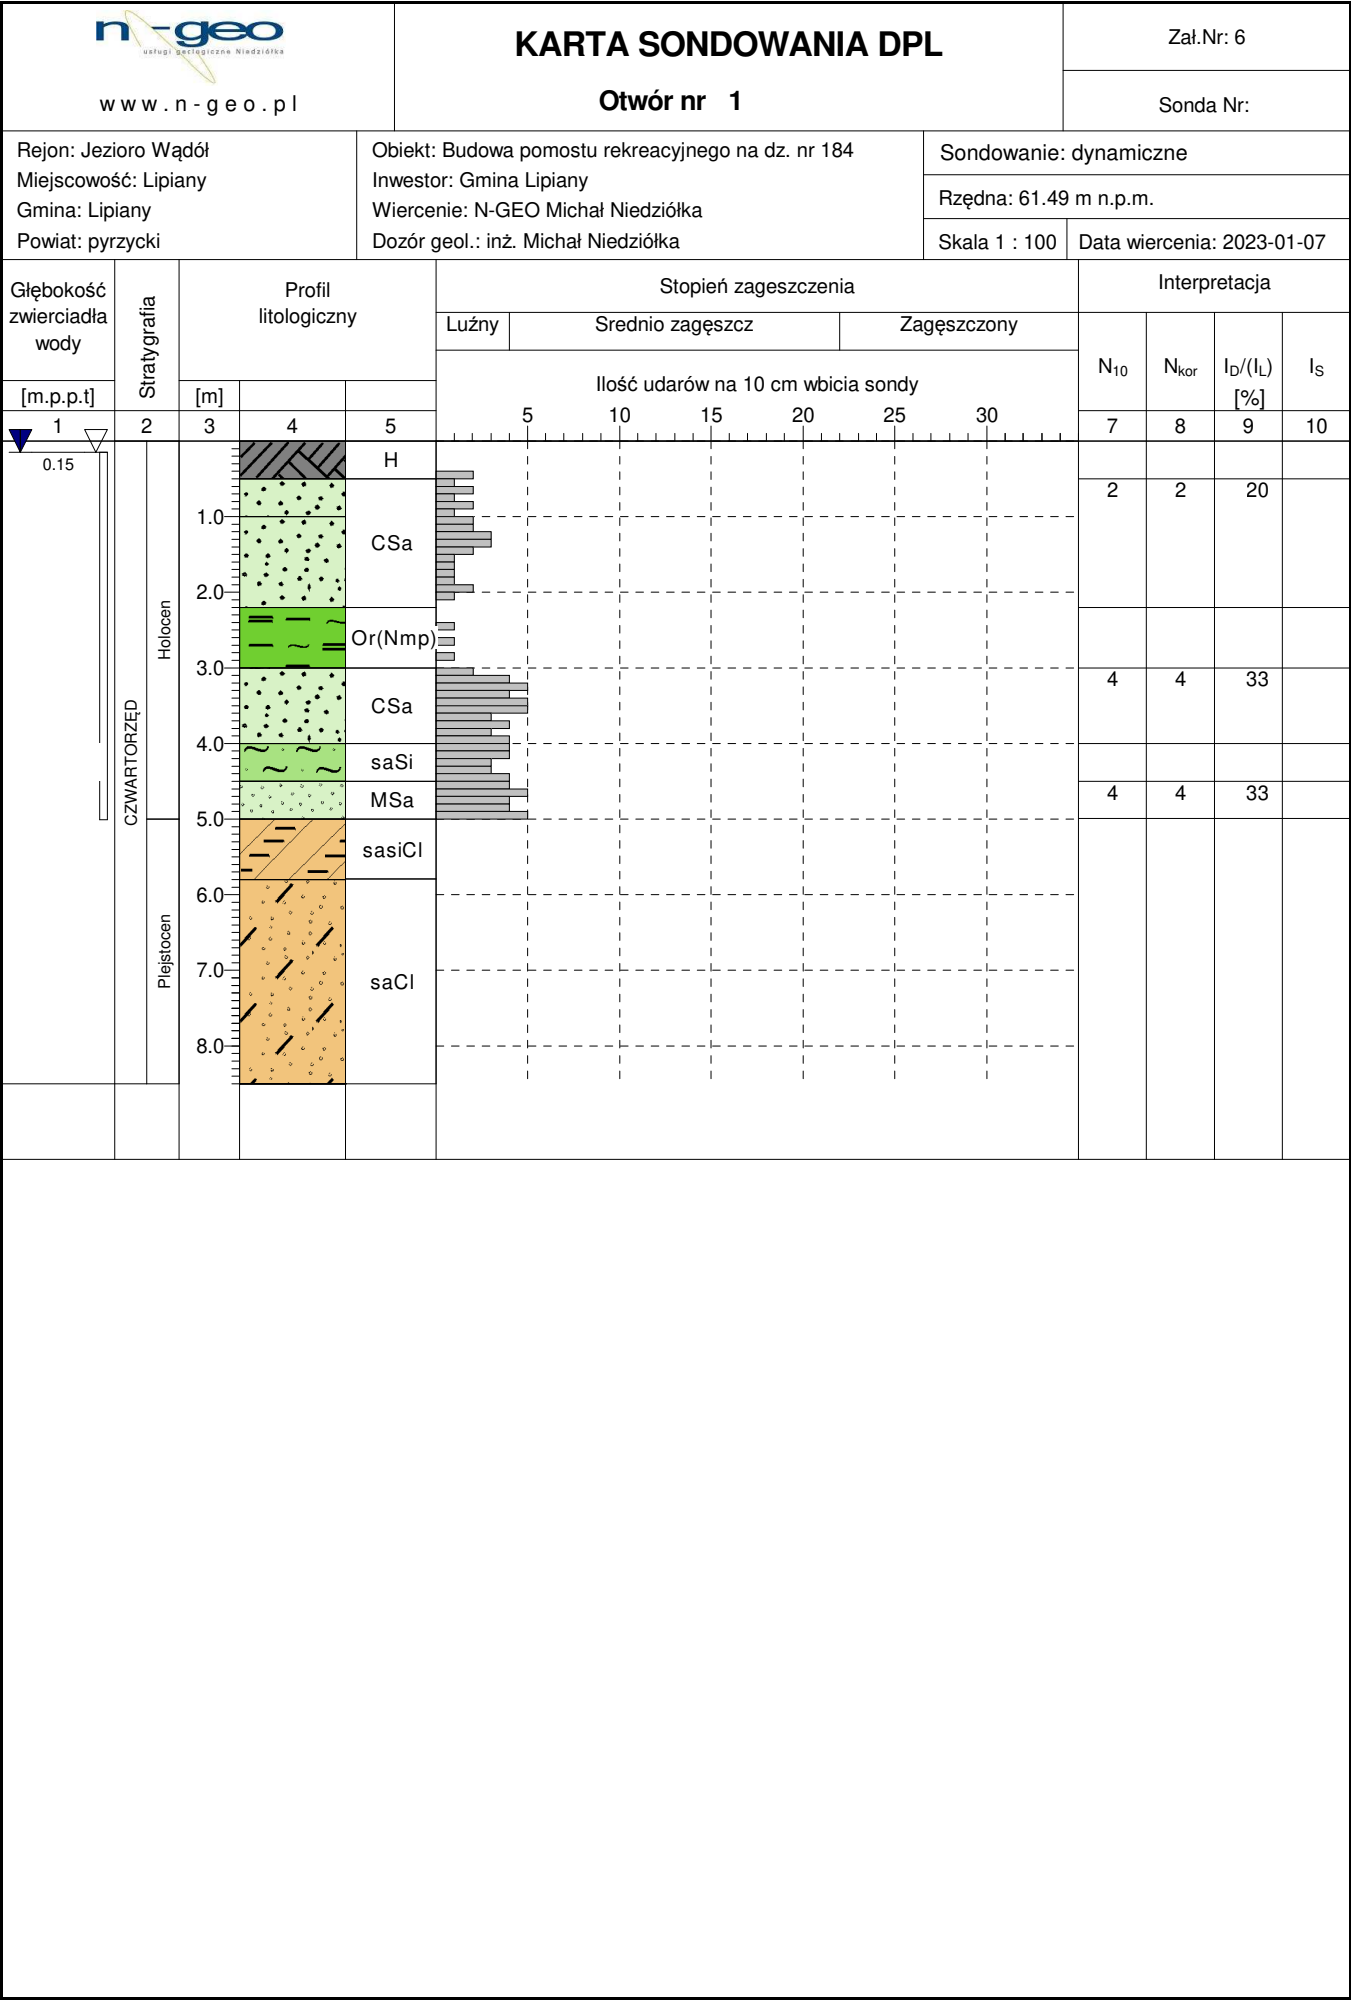 n-geo
usługi geologiczne Niedziółka
www.n-geo.pl
KARTA SONDOWANIA DPL
Otwór nr 1
Zał.Nr: 6
Sonda Nr:
Rejon: Jezioro Wądół
Miejscowość: Lipiany
Gmina: Lipiany
Powiat: pyrzycki
Obiekt: Budowa pomostu rekreacyjnego na dz. nr 184
Inwestor: Gmina Lipiany
Wiercenie: N-GEO Michał Niedziółka
Dozór geol.: inż. Michał Niedziółka
Sondowanie: dynamiczne
Rzędna: 61.49 m n.p.m.
Skala 1 : 100
Data wiercenia: 2023-01-07
Głębokość
zwierciadła
wody
[m.p.p.t]
Stratygrafia
Profil
litologiczny
[m]
Stopień zageszczenia
Luźny
Srednio zagęszcz
Zagęszczony
Ilość udarów na 10 cm wbicia sondy
5 10 15 20 25 30
Interpretacja
N10
Nkor
ID/(IL)
[%]
IS
1 2 3 4 5 7 8 9 10
0.15
CZWARTORZĘD
Holocen
Plejstocen
1.0
2.0
3.0
4.0
5.0
6.0
7.0
8.0
H
CSa
Or(Nmp)
CSa
saSi
MSa
sasiCl
saCl
2 2 20
4 4 33
4 4 33